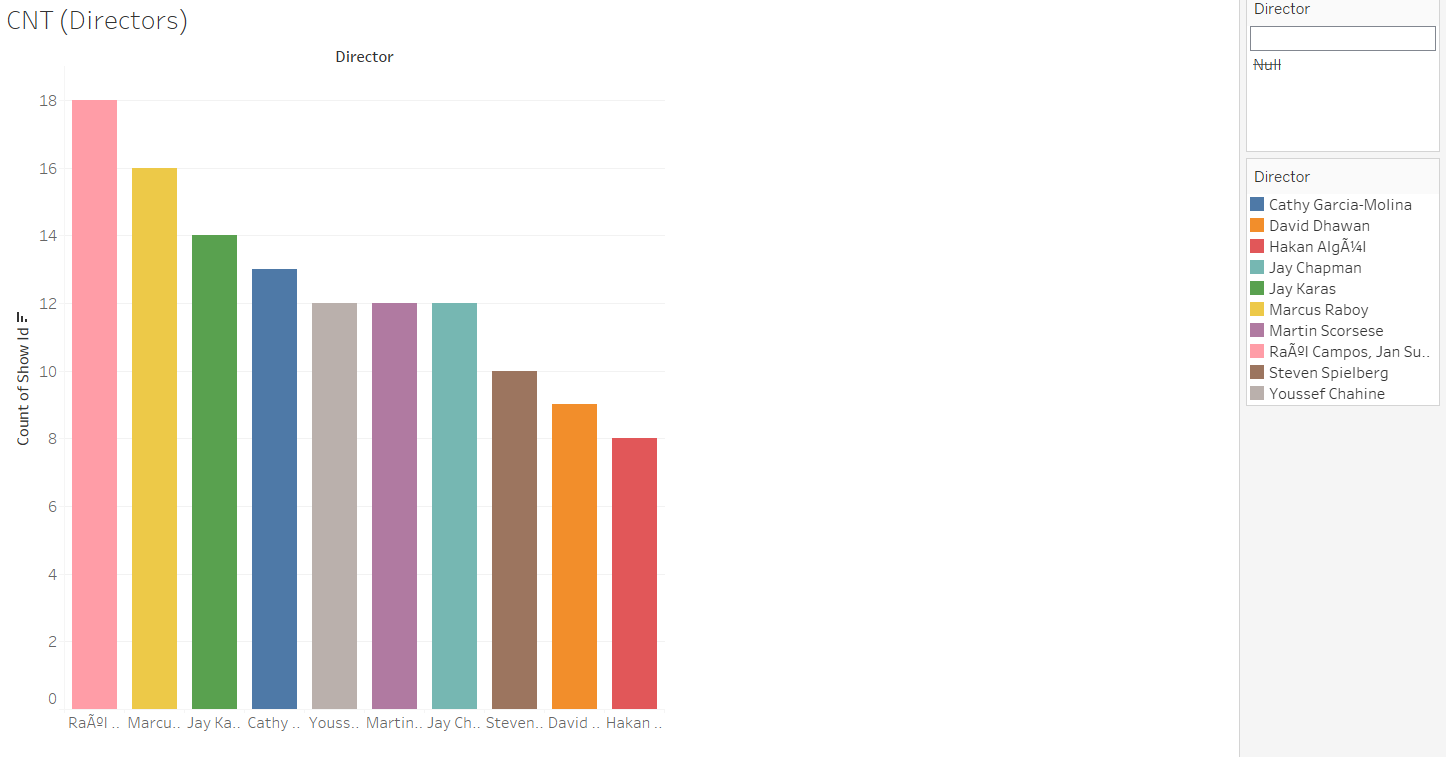 CNT (Directors)
Director
18
16
14
12
10
8
6
4
2
0
Count of Show Id
RaÃºl .. Marcu.. Jay Ka.. Cathy .. Youss.. Martin.. Jay Ch.. Steven.. David .. Hakan ..
Director
Null
Director
Cathy Garcia-Molina
David Dhawan
Hakan AlgÃ¼l
Jay Chapman
Jay Karas
Marcus Raboy
Martin Scorsese
RaÃºl Campos, Jan Su..
Steven Spielberg
Youssef Chahine